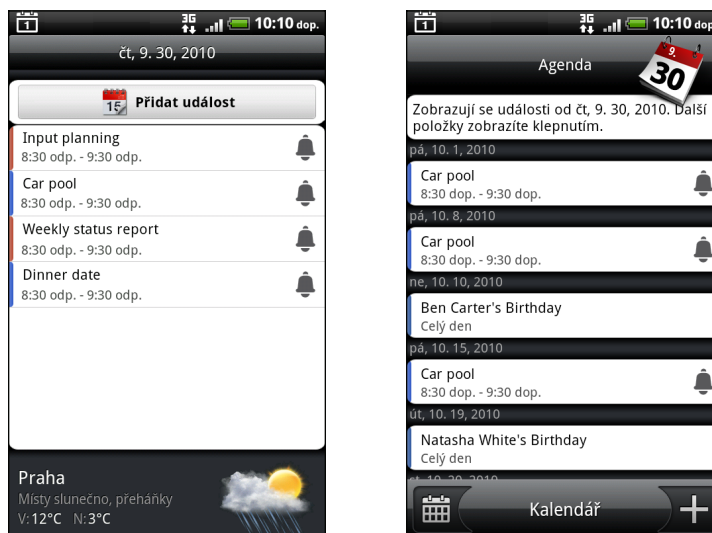 1
3G
10:10 dop.
čt, 9. 30, 2010
15
Přidat událost
Input planning
8:30 odp. - 9:30 odp.
Car pool
8:30 odp. - 9:30 odp.
Weekly status report
8:30 odp. - 9:30 odp.
Dinner date
8:30 odp. - 9:30 odp.
Praha
Místy slunečno, přeháňky
V: 12°C N: 3°C
1
3G
10:10 dop
Agenda
9.
30
Zobrazují se události od čt, 9. 30, 2010. Další
položky zobrazíte klepnutím.
pá, 10. 1, 2010
Car pool
8:30 dop. - 9:30 dop.
pá, 10. 8, 2010
Car pool
8:30 dop. - 9:30 dop.
ne, 10. 10, 2010
Ben Carter's Birthday
Celý den
pá, 10. 15, 2010
Car pool
8:30 dop. - 9:30 dop.
út, 10. 19, 2010
Natasha White's Birthday
Celý den
Kalendář